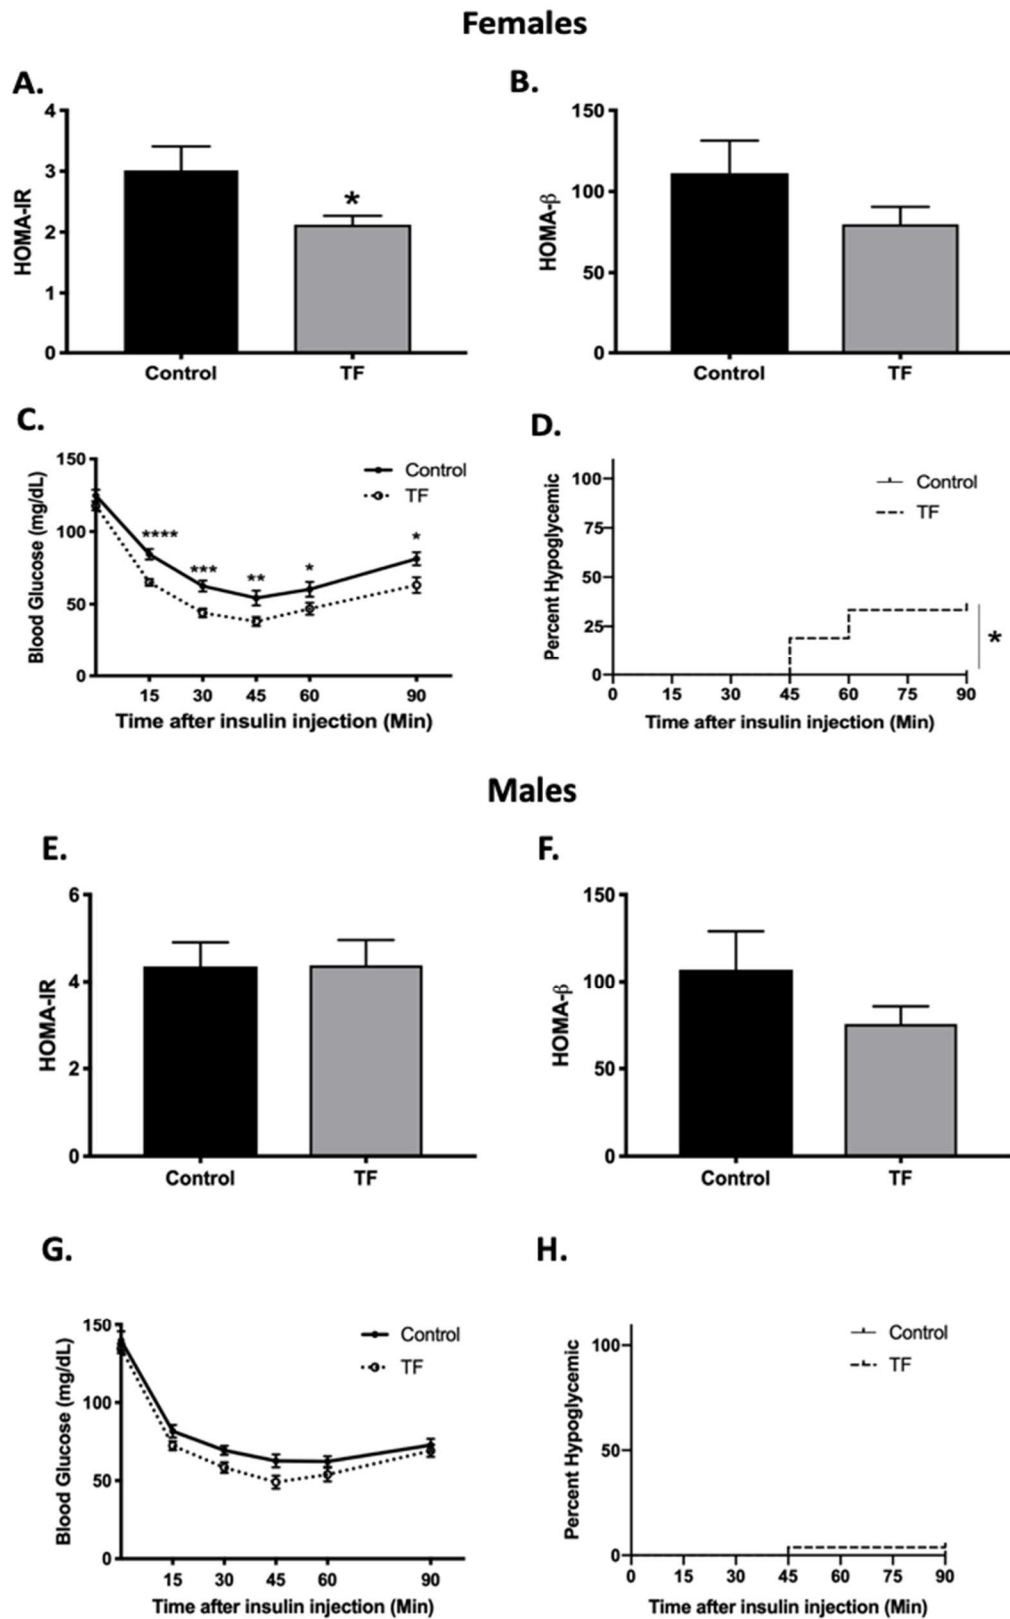 Females
A.
4
3
2
1
0
HOMA-IR
*
Control
TF
B.
150
100
50
0
HOMA-β
Control
TF
C.
150
100
50
0
Blood Glucose (mg/dL)
Control
TF
****
***
**
*
*
15
30
45
60
90
Time after insulin injection (Min)
D.
100
75
50
25
0
Percent Hypoglycemic
Control
TF
*
0
15
30
45
60
75
90
Time after insulin injection (Min)
Males
E.
6
4
2
0
HOMA-IR
Control
TF
F.
150
100
50
0
HOMA-β
Control
TF
G.
150
100
50
0
Blood Glucose (mg/dL)
Control
TF
15
30
45
60
90
Time after insulin injection (Min)
H.
100
50
0
Percent Hypoglycemic
Control
TF
0
15
30
45
60
75
90
Time after insulin injection (Min)